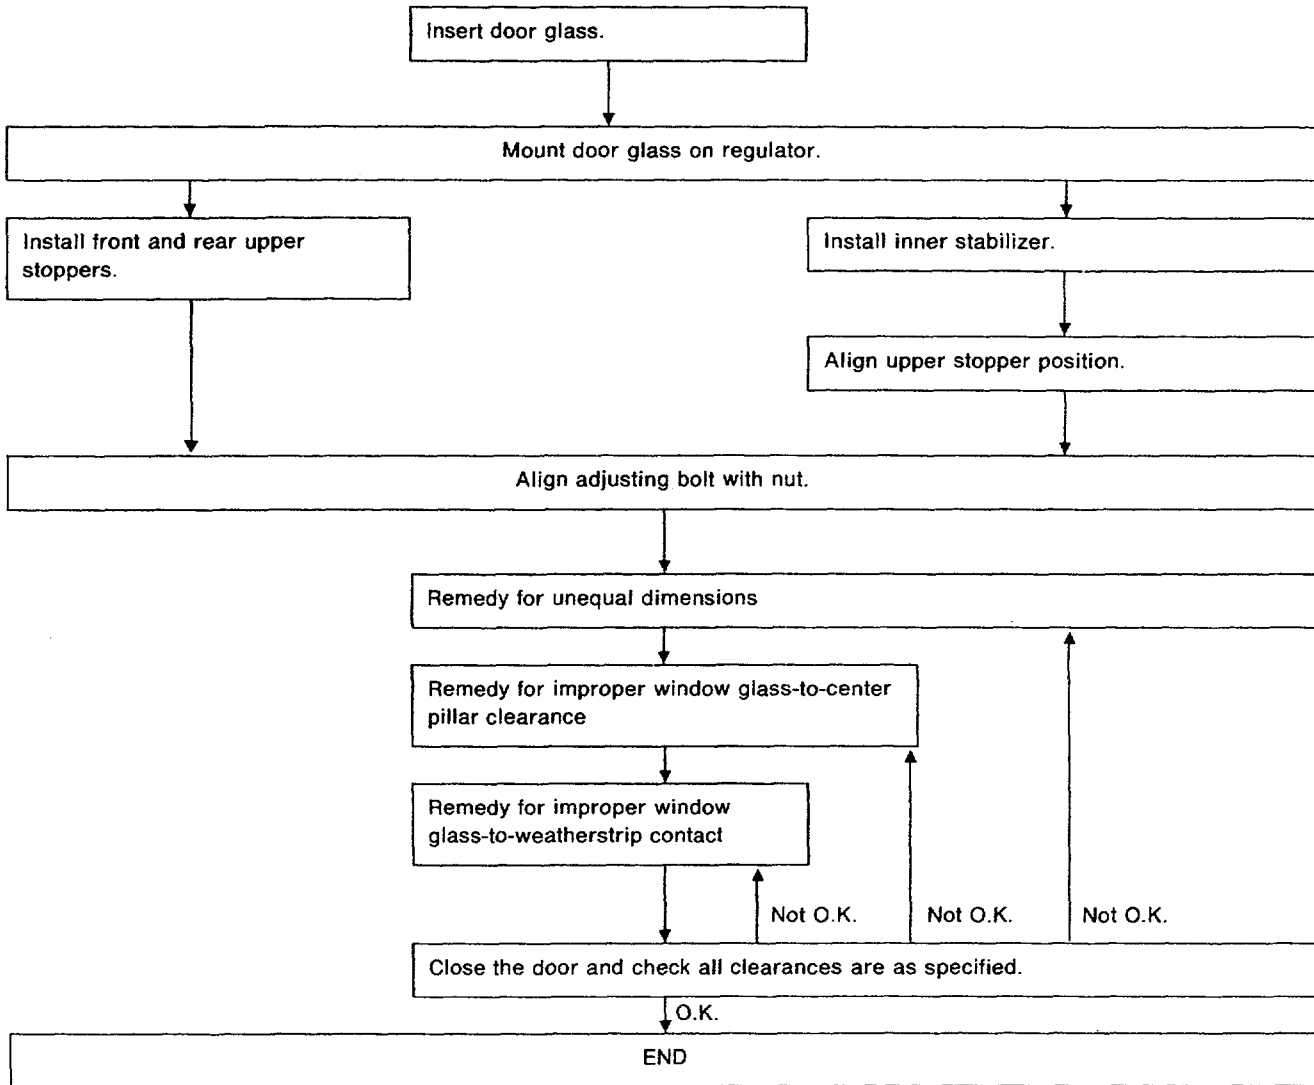 Insert door glass.
Mount door glass on regulator.
Install front and rear upper
stoppers.
Install inner stabilizer.
Align upper stopper position.
Align adjusting bolt with nut.
Remedy for unequal dimensions
Remedy for improper window glass-to-center
pillar clearance
Remedy for improper window
glass-to-weatherstrip contact
Not O.K.
Not O.K.
Not O.K.
Close the door and check all clearances are as specified.
O.K.
END